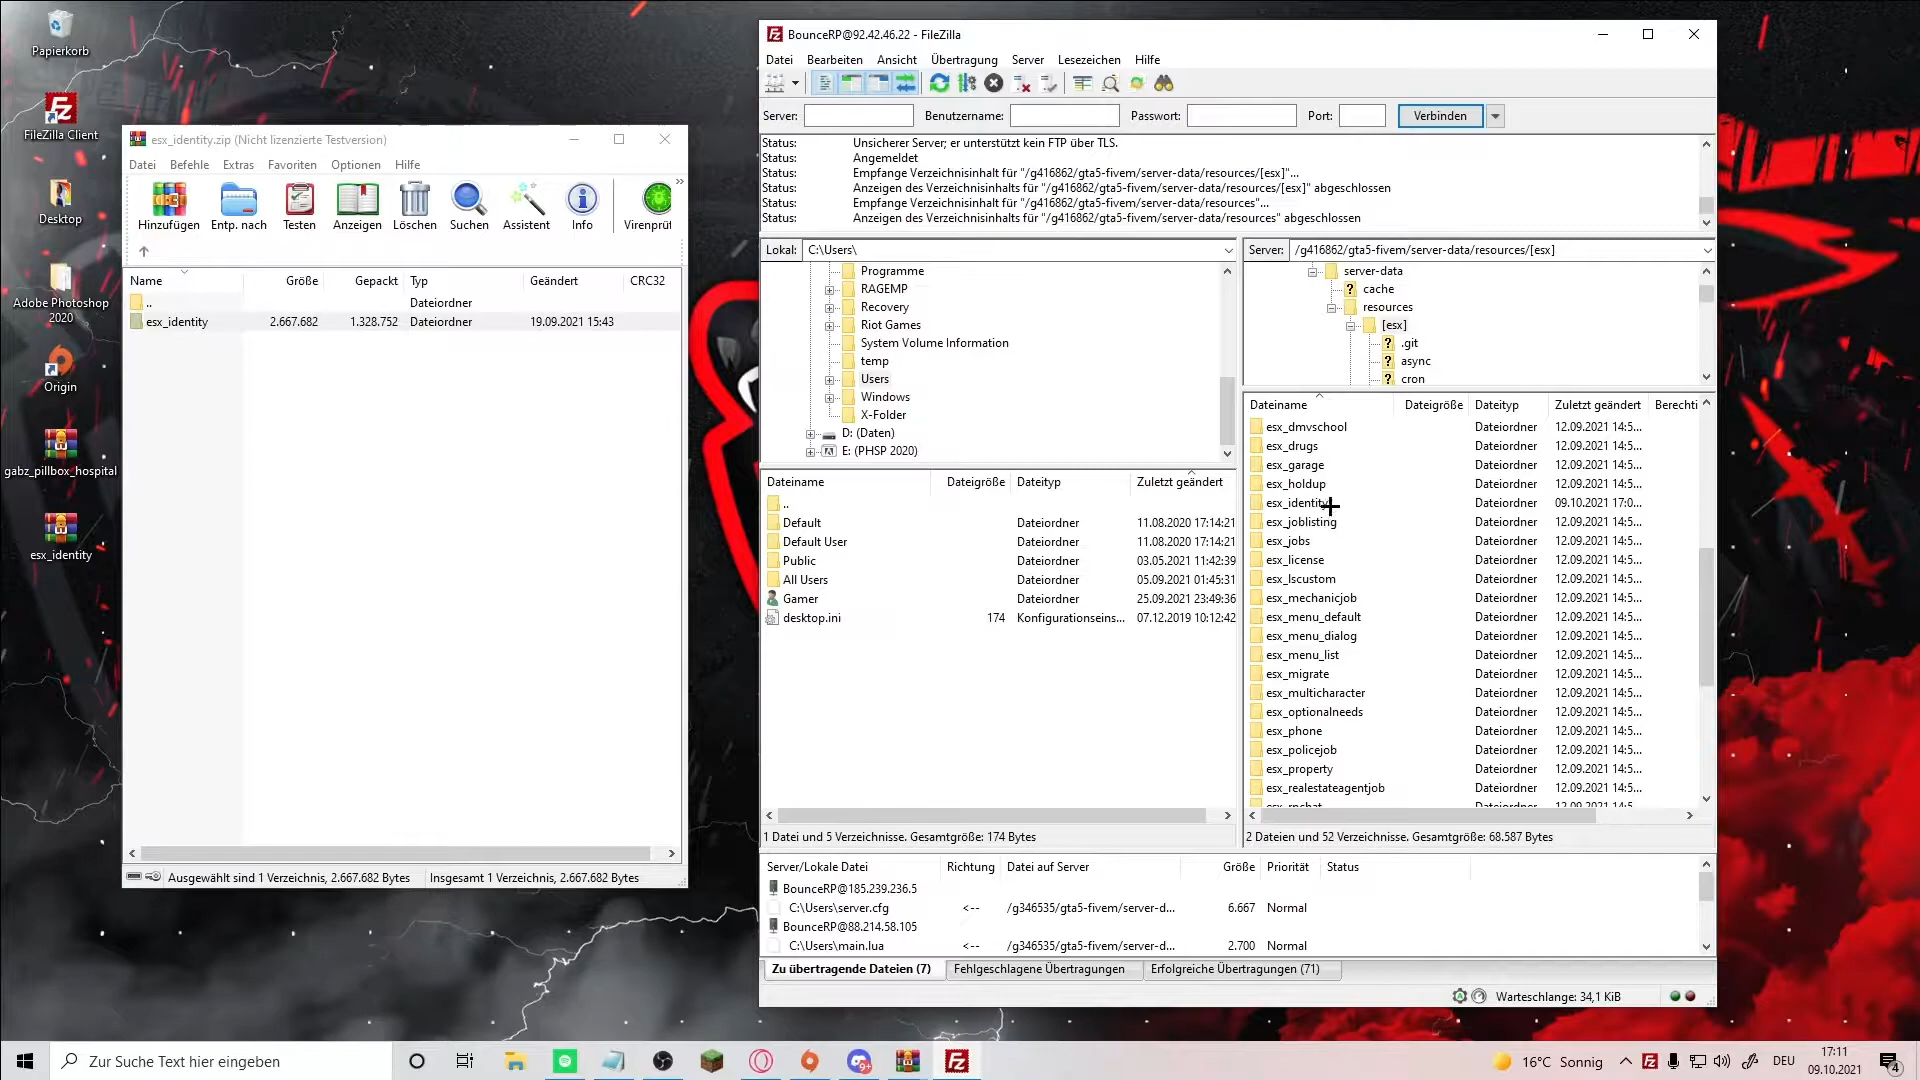 Papierkorb
FileZilla Client
Desktop
Adobe Photoshop
2020
Origin
gabz_pillbox_hospital
esx_identity
esx_identity.zip (Nicht lizenzierte Testversion)
Datei Befehle Extras Favoriten Optionen Hilfe
Hinzufügen Entp. nach Testen Anzeigen Löschen Suchen Assistent Info Virenprüf
Name Größe Gepackt Typ Geändert CRC32
.. Dateiordner
esx_identity 2.667.682 1.328.752 Dateiordner 19.09.2021 15:43
Ausgewählt sind 1 Verzeichnis, 2.667.682 Bytes Insgesamt 1 Verzeichnis, 2.667.682 Bytes
BounceRP@92.42.46.22 - FileZilla
Datei Bearbeiten Ansicht Übertragung Server Lesezeichen Hilfe
Server: Benutzername: Passwort: Port: Verbinden
Status: Unsicherer Server; er unterstützt kein FTP über TLS.
Status: Angemeldet
Status: Empfange Verzeichnisinhalt für "/g416862/gta5-fivem/server-data/resources/[esx]"...
Status: Anzeigen des Verzeichnisinhalts für "/g416862/gta5-fivem/server-data/resources/[esx]" abgeschlossen
Status: Empfange Verzeichnisinhalt für "/g416862/gta5-fivem/server-data/resources"...
Status: Anzeigen des Verzeichnisinhalts für "/g416862/gta5-fivem/server-data/resources" abgeschlossen
Lokal: C:\Users\
Programme
RAGEMP
Recovery
Riot Games
System Volume Information
temp
Users
Windows
X-Folder
D: (Daten)
E: (PHSP 2020)
Dateiname Dateigröße Dateityp Zuletzt geändert
..
Default Dateiordner 11.08.2020 17:14:21
Default User Dateiordner 11.08.2020 17:14:21
Public Dateiordner 03.05.2021 11:42:39
All Users Dateiordner 05.09.2021 01:45:31
Gamer Dateiordner 25.09.2021 23:49:36
desktop.ini 174 Konfigurationseins... 07.12.2019 10:12:42
1 Datei und 5 Verzeichnisse. Gesamtgröße: 174 Bytes
Server: /g416862/gta5-fivem/server-data/resources/[esx]
server-data
cache
resources
[esx]
.git
async
cron
Dateiname Dateigröße Dateityp Zuletzt geändert Berechti
esx_dmvschool Dateiordner 12.09.2021 14:5...
esx_drugs Dateiordner 12.09.2021 14:5...
esx_garage Dateiordner 12.09.2021 14:5...
esx_holdup Dateiordner 12.09.2021 14:5...
esx_identity Dateiordner 09.10.2021 17:0...
esx_joblisting Dateiordner 12.09.2021 14:5...
esx_jobs Dateiordner 12.09.2021 14:5...
esx_license Dateiordner 12.09.2021 14:5...
esx_lscustom Dateiordner 12.09.2021 14:5...
esx_mechanicjob Dateiordner 12.09.2021 14:5...
esx_menu_default Dateiordner 12.09.2021 14:5...
esx_menu_dialog Dateiordner 12.09.2021 14:5...
esx_menu_list Dateiordner 12.09.2021 14:5...
esx_migrate Dateiordner 12.09.2021 14:5...
esx_multicharacter Dateiordner 12.09.2021 14:5...
esx_optionalneeds Dateiordner 12.09.2021 14:5...
esx_phone Dateiordner 12.09.2021 14:5...
esx_policejob Dateiordner 12.09.2021 14:5...
esx_property Dateiordner 12.09.2021 14:5...
esx_realestateagentjob Dateiordner 12.09.2021 14:5...
2 Dateien und 52 Verzeichnisse. Gesamtgröße: 68.587 Bytes
Server/Lokale Datei Richtung Datei auf Server Größe Priorität Status
BounceRP@185.239.236.5
C:\Users\server.cfg <-- /g346535/gta5-fivem/server-d... 6.667 Normal
BounceRP@88.214.58.105
C:\Users\main.lua <-- /g346535/gta5-fivem/server-d... 2.700 Normal
Zu übertragende Dateien (7) Fehlgeschlagene Übertragungen Erfolgreiche Übertragungen (71)
Warteschlange: 34,1 KiB
Zur Suche Text hier eingeben
16°C Sonnig DEU 17:11
09.10.2021
4